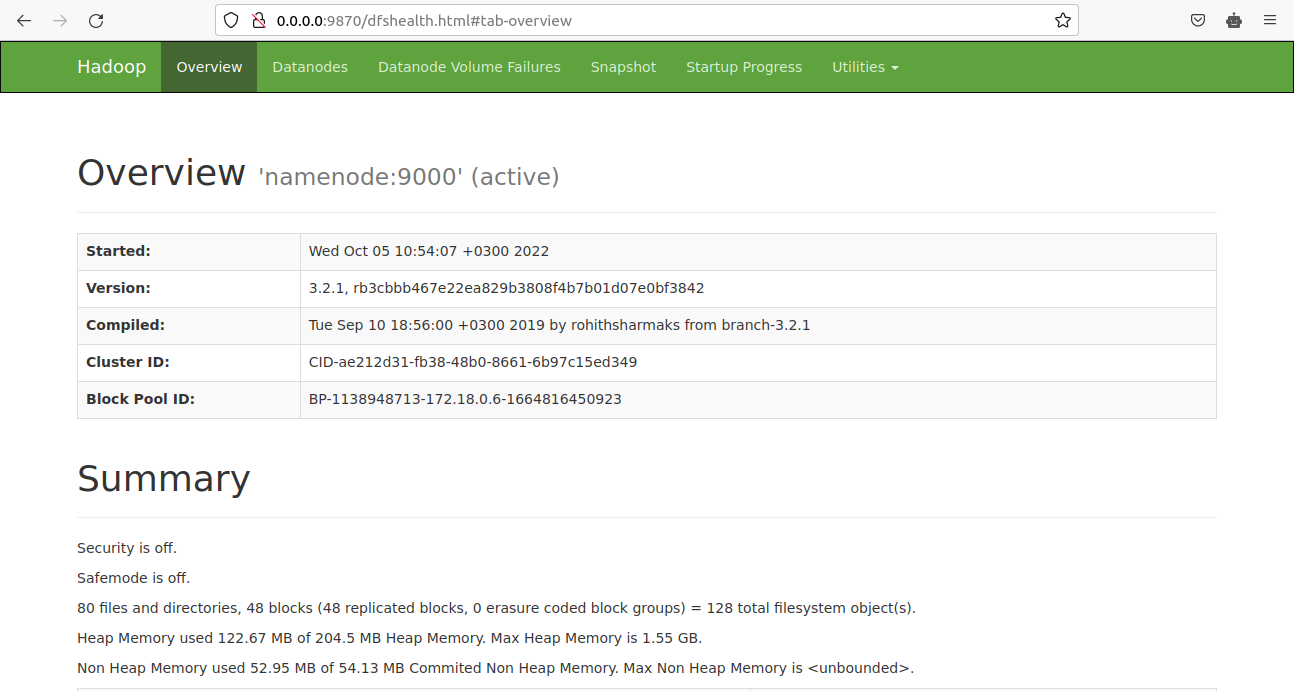 0.0.0.0:9870/dfshealth.html#tab-overview
Hadoop Overview Datanodes Datanode Volume Failures Snapshot Startup Progress Utilities
Overview 'namenode:9000' (active)
Started: Wed Oct 05 10:54:07 +0300 2022
Version: 3.2.1, rb3cbbb467e22ea829b3808f4b7b01d07e0bf3842
Compiled: Tue Sep 10 18:56:00 +0300 2019 by rohithsharmaks from branch-3.2.1
Cluster ID: CID-ae212d31-fb38-48b0-8661-6b97c15ed349
Block Pool ID: BP-1138948713-172.18.0.6-1664816450923
Summary
Security is off.
Safemode is off.
80 files and directories, 48 blocks (48 replicated blocks, 0 erasure coded block groups) = 128 total filesystem object(s).
Heap Memory used 122.67 MB of 204.5 MB Heap Memory. Max Heap Memory is 1.55 GB.
Non Heap Memory used 52.95 MB of 54.13 MB Commited Non Heap Memory. Max Non Heap Memory is <unbounded>.